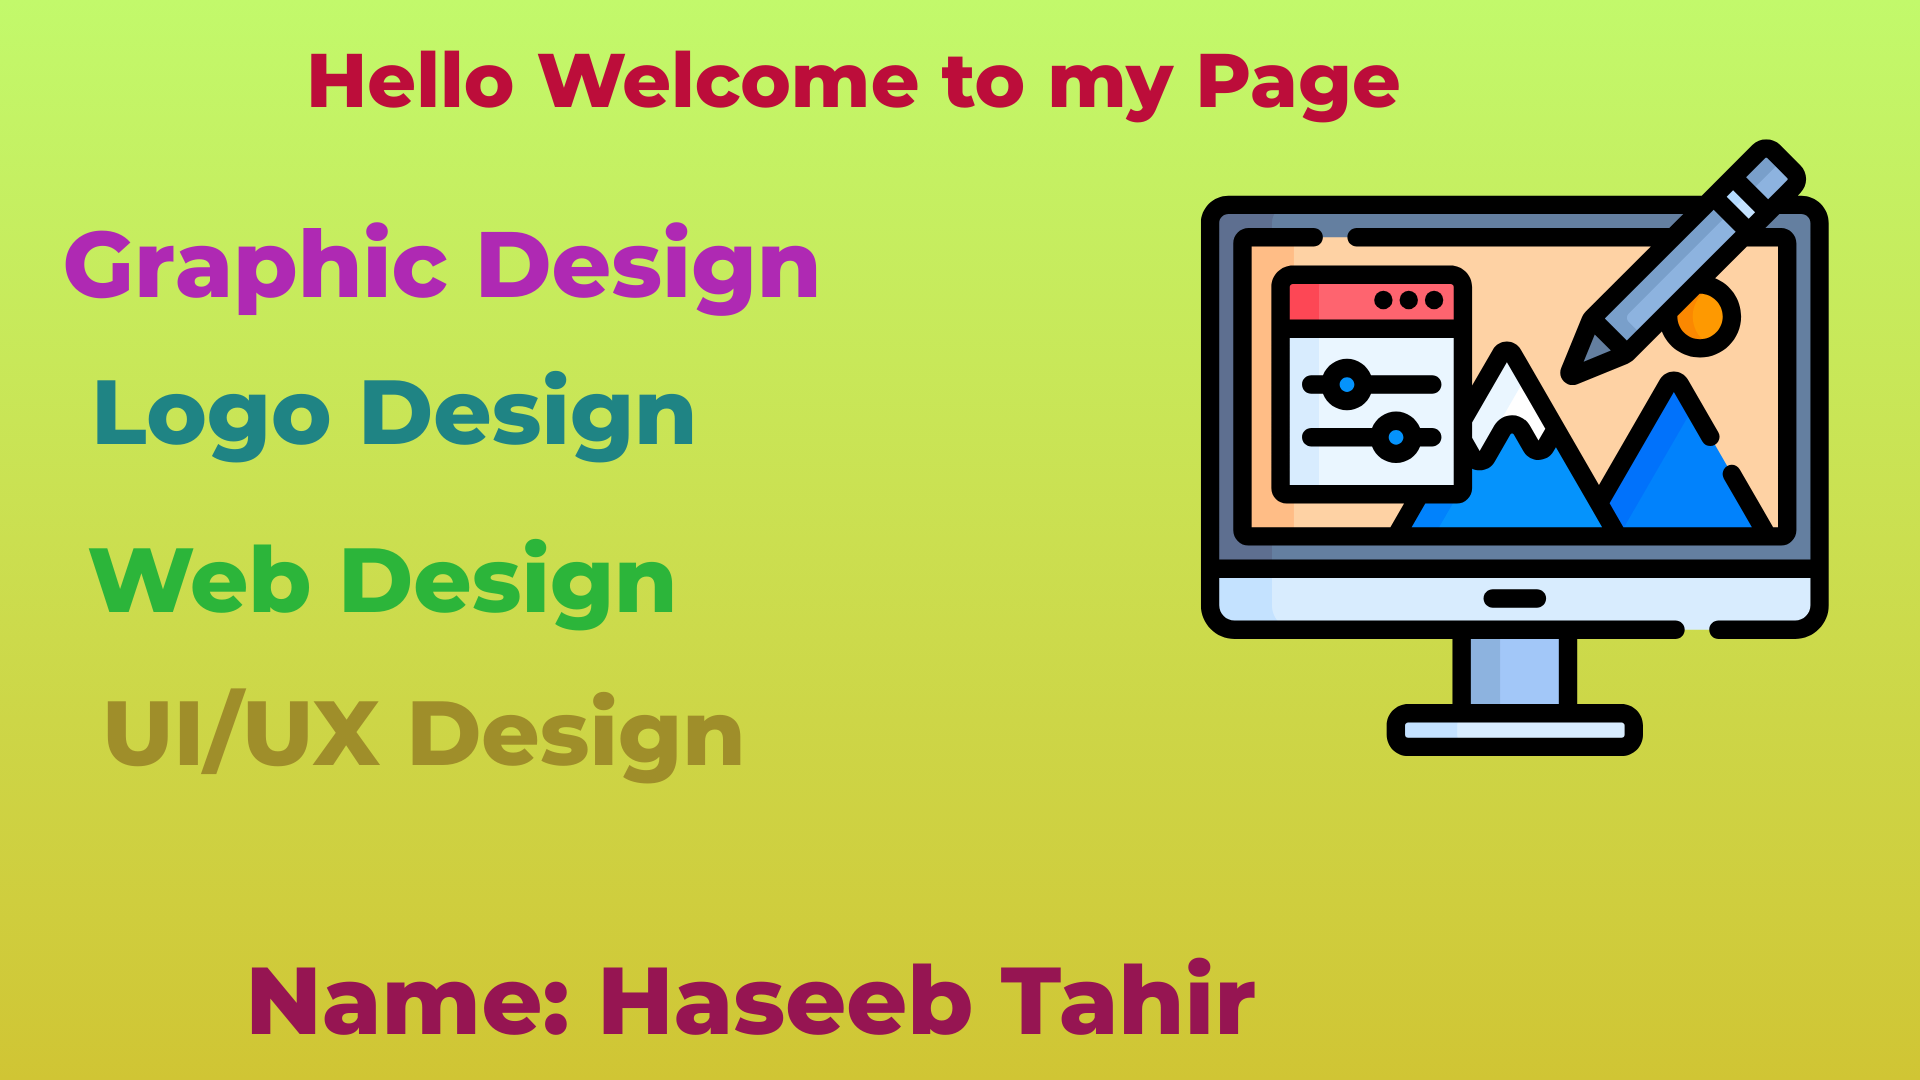 Hello Welcome to my Page
Graphic Design
Logo Design
Web Design
UI/UX Design
Name: Haseeb Tahir